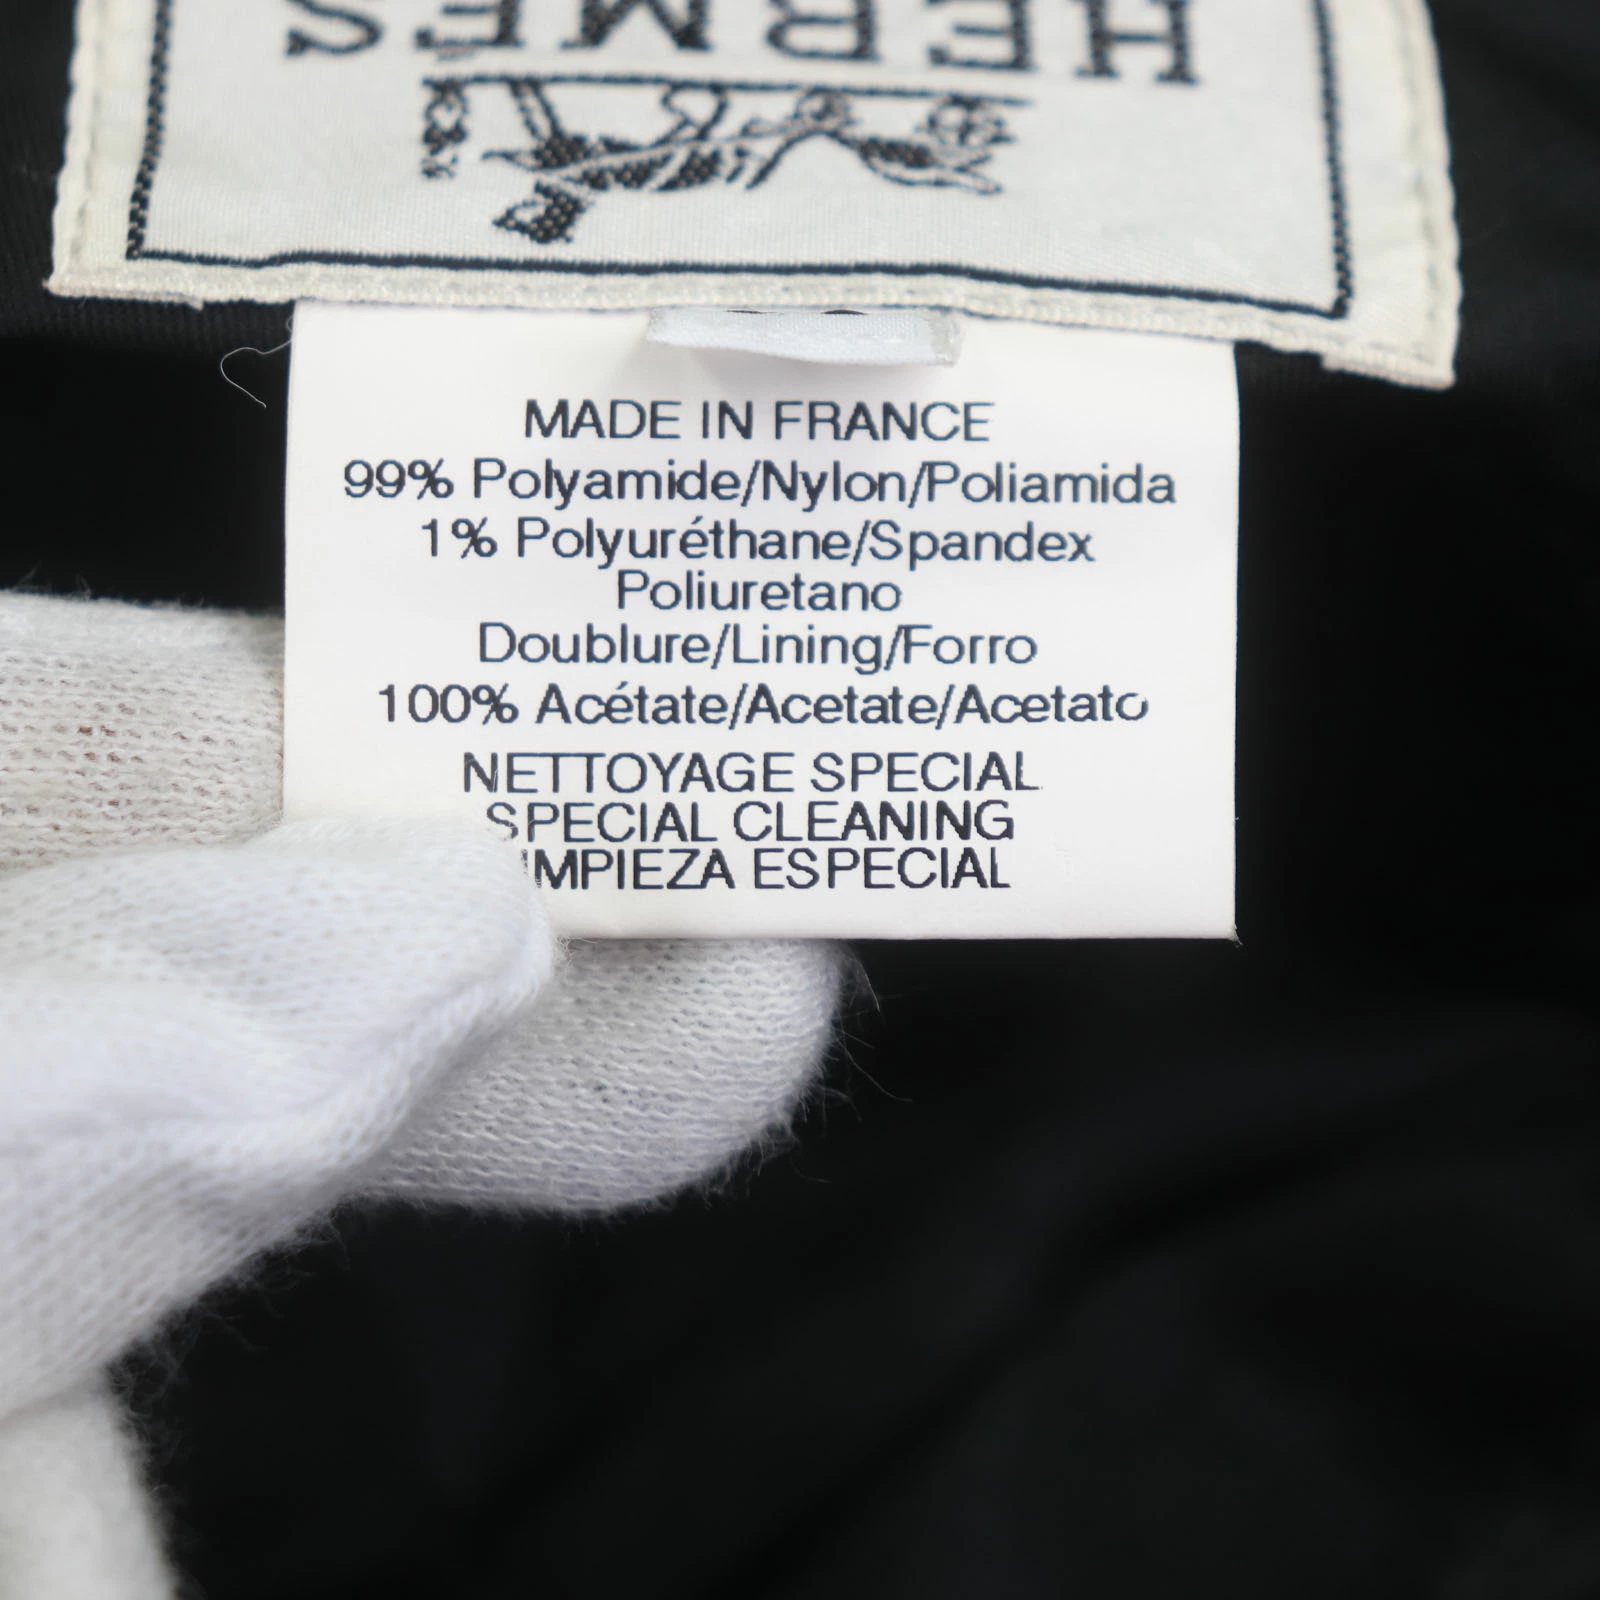 HERMES
MADE IN FRANCE
99% Polyamide/Nylon/Poliamida
1% Polyuréthane/Spandex
Poliuretano
Doublure/Lining/Forro
100% Acétate/Acetate/Acetato
NETTOYAGE SPECIAL
SPECIAL CLEANING
IMPIEZA ESPECIAL